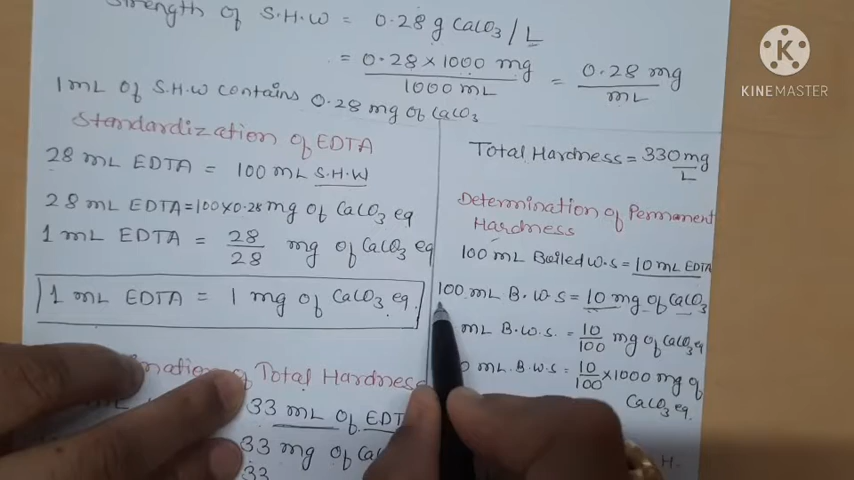 Strength of S.H.W = 0.28 g CaCO3/L
= 0.28 × 1000 mg / 1000 mL = 0.28 mg / mL
1 mL of S.H.W contains 0.28 mg of CaCO3
Standardization of EDTA
28 mL EDTA = 100 mL S.H.W
28 mL EDTA = 100 × 0.28 mg of CaCO3 eq
1 mL EDTA = 28/28 mg of CaCO3 eq
1 mL EDTA = 1 mg of CaCO3 eq.
Total Hardness
33 mL of EDT
33 mg of Ca
33
Total Hardness = 330 mg/L
Determination of Permanent
Hardness
100 mL Boiled W.S = 10 mL EDTA
100 mL B.W.S = 10 mg of CaCO3
mL B.W.S. = 10/100 mg of CaCO3 eq
mL B.W.S = 10/100 × 1000 mg of
CaCO3 eq.
H.
KINEMASTER